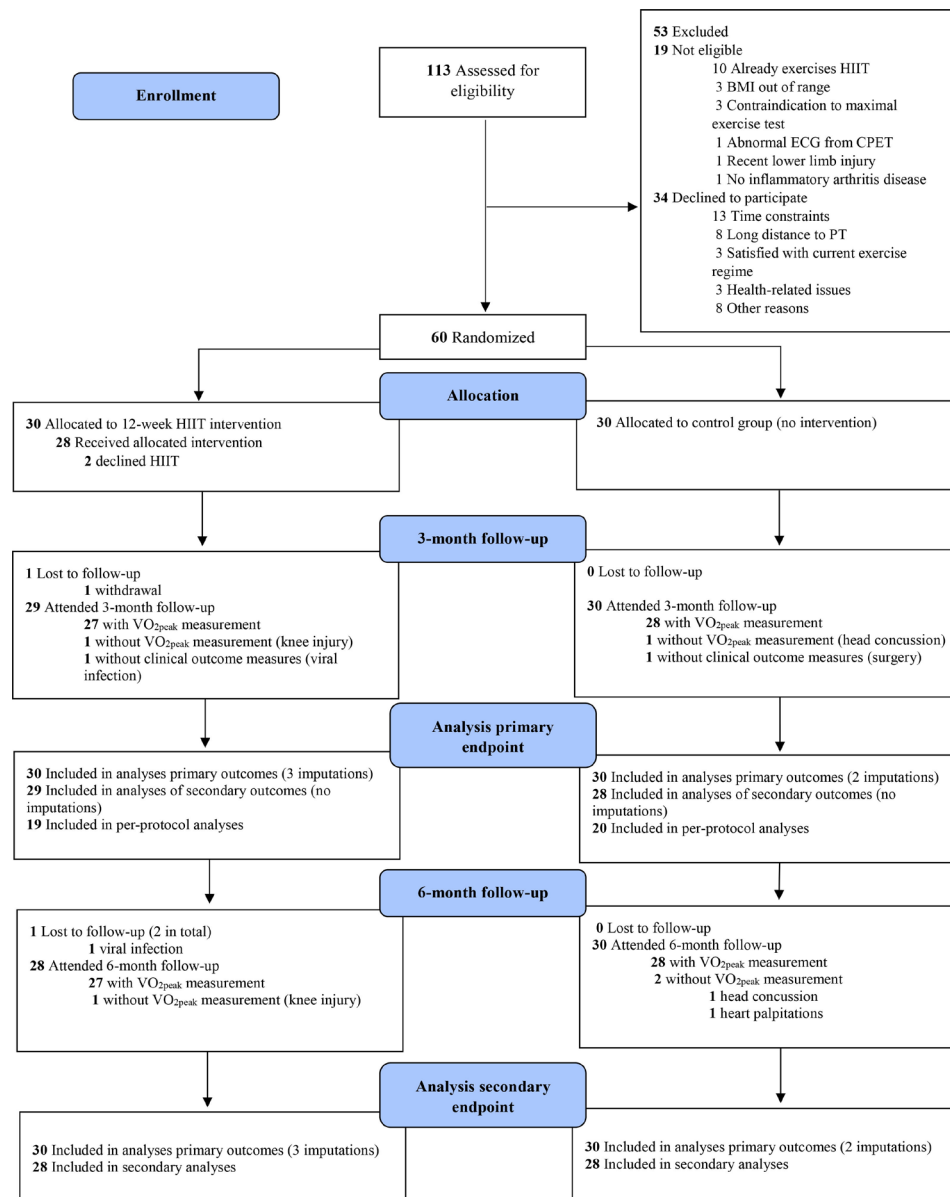 113 Assessed for
eligibility
Enrollment
53 Excluded
19 Not eligible
10 Already exercises HIIT
3 BMI out of range
3 Contraindication to maximal
exercise test
1 Abnormal ECG from CPET
1 Recent lower limb injury
1 No inflammatory arthritis disease
34 Declined to participate
13 Time constraints
8 Long distance to PT
3 Satisfied with current exercise
regime
3 Health-related issues
8 Other reasons
60 Randomized
Allocation
30 Allocated to 12-week HIIT intervention
28 Received allocated intervention
2 declined HIIT
30 Allocated to control group (no intervention)
3-month follow-up
1 Lost to follow-up
1 withdrawal
29 Attended 3-month follow-up
27 with VO2peak measurement
1 without VO2peak measurement (knee injury)
1 without clinical outcome measures (viral
infection)
0 Lost to follow-up
30 Attended 3-month follow-up
28 with VO2peak measurement
1 without VO2peak measurement (head concussion)
1 without clinical outcome measures (surgery)
Analysis primary
endpoint
30 Included in analyses primary outcomes (3 imputations)
29 Included in analyses of secondary outcomes (no
imputations)
19 Included in per-protocol analyses
30 Included in analyses primary outcomes (2 imputations)
28 Included in analyses of secondary outcomes (no
imputations)
20 Included in per-protocol analyses
6-month follow-up
1 Lost to follow-up (2 in total)
1 viral infection
28 Attended 6-month follow-up
27 with VO2peak measurement
1 without VO2peak measurement (knee injury)
0 Lost to follow-up
30 Attended 6-month follow-up
28 with VO2peak measurement
2 without VO2peak measurement
1 head concussion
1 heart palpitations
Analysis secondary
endpoint
30 Included in analyses primary outcomes (3 imputations)
28 Included in secondary analyses
30 Included in analyses primary outcomes (2 imputations)
28 Included in secondary analyses